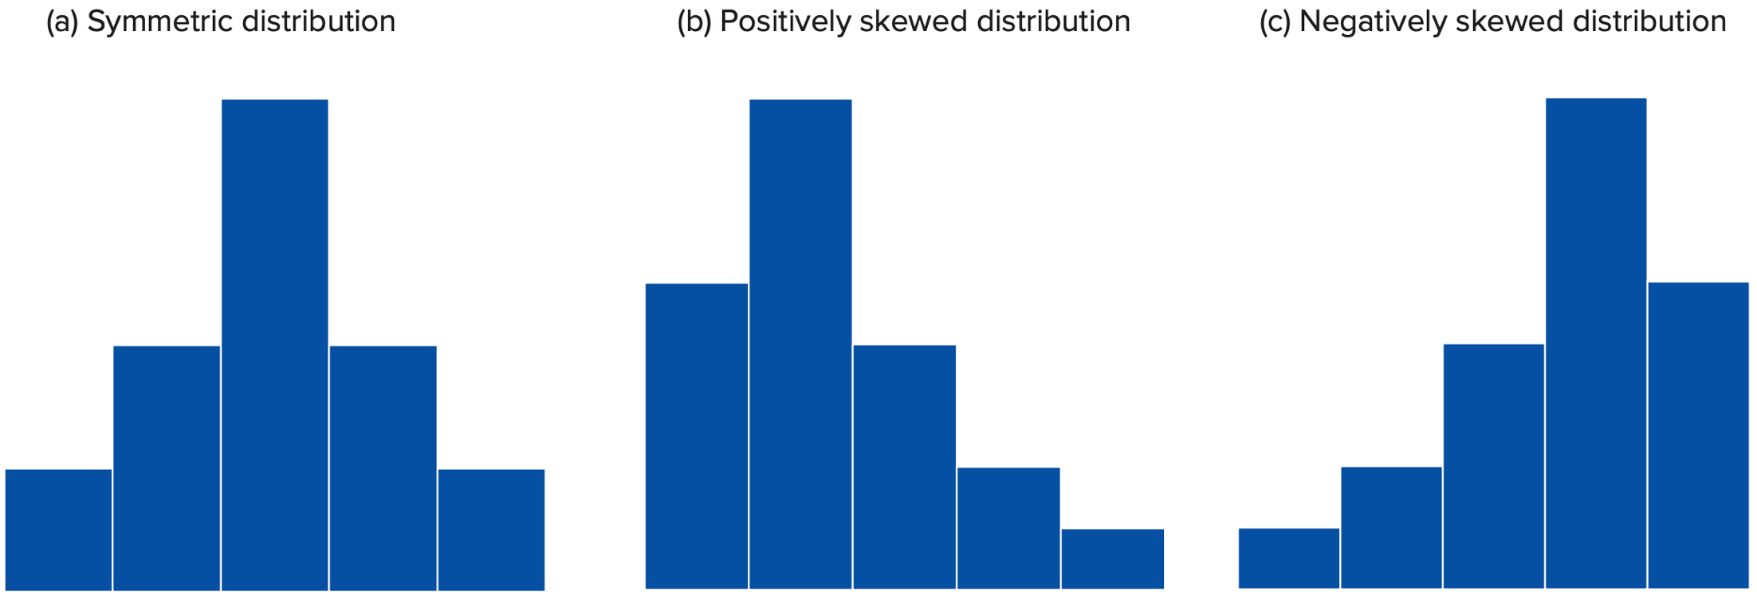 (a) Symmetric distribution
(b) Positively skewed distribution
(c) Negatively skewed distribution